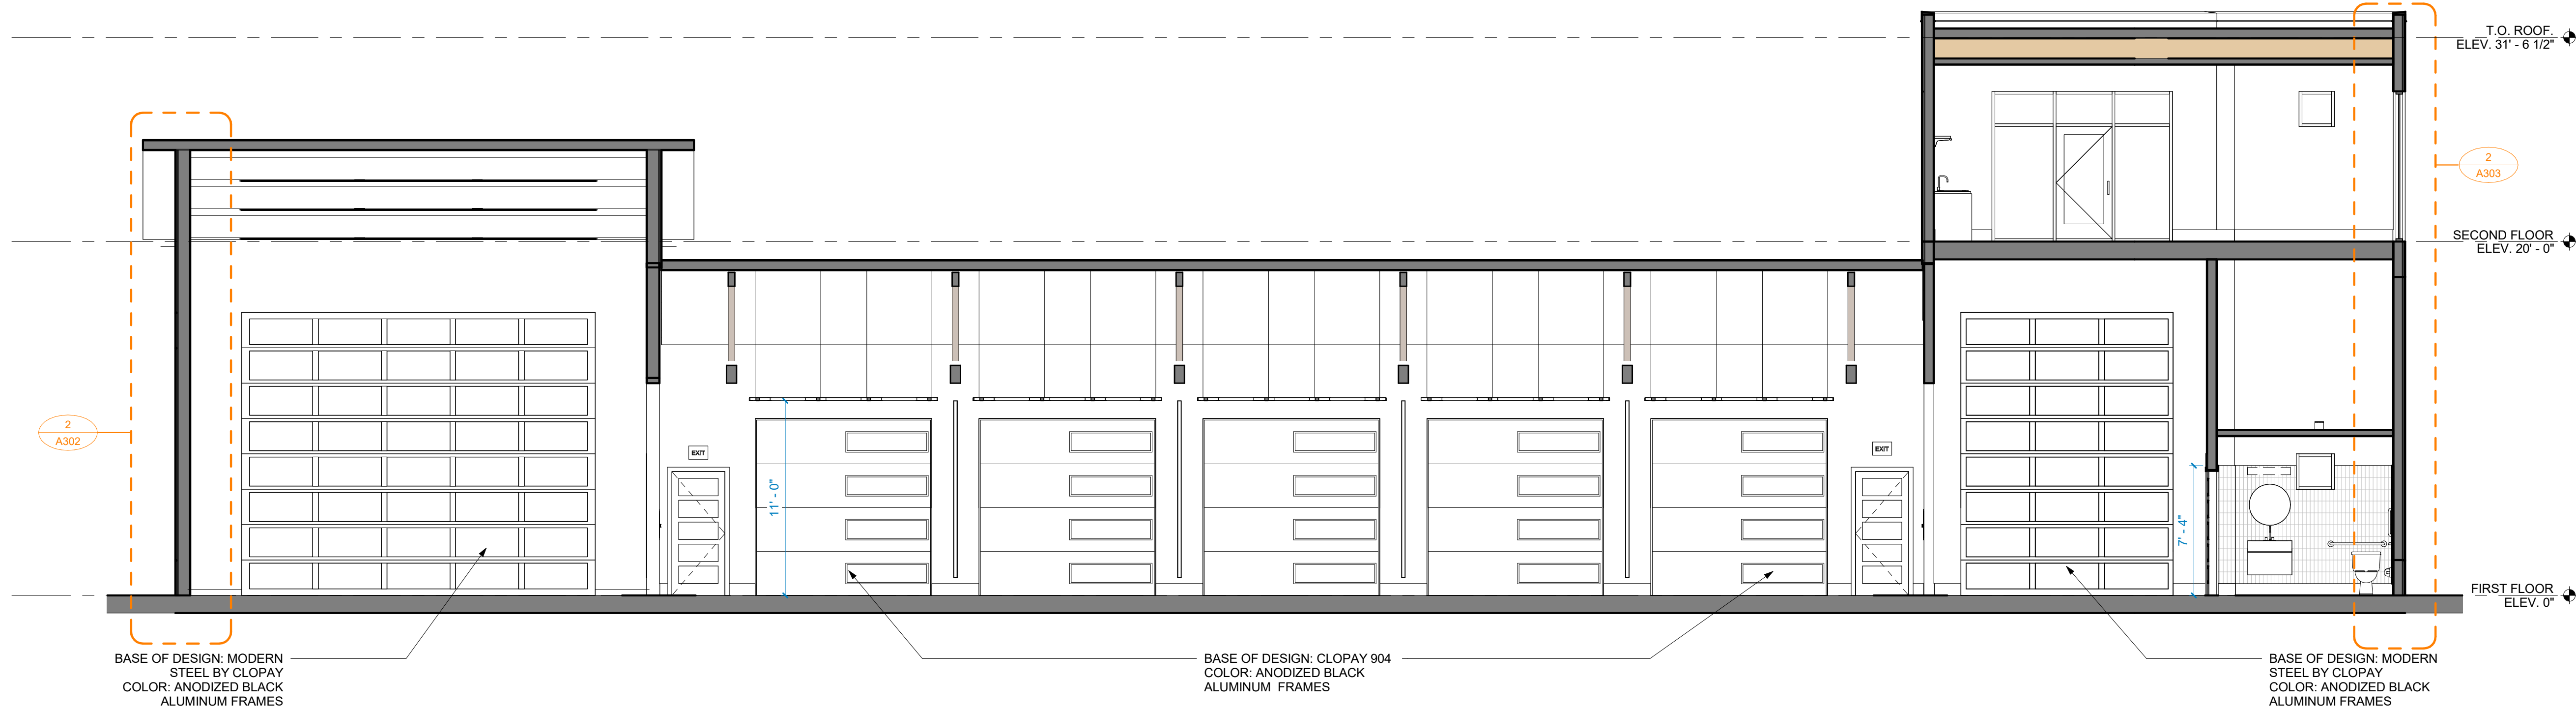 T.O. ROOF.
ELEV. 31' - 6 1/2"
2
A303
SECOND FLOOR
ELEV. 20' - 0"
2
A302
EXIT
EXIT
11' - 0"
7' - 4"
FIRST FLOOR
ELEV. 0"
BASE OF DESIGN: MODERN
STEEL BY CLOPAY
COLOR: ANODIZED BLACK
ALUMINUM FRAMES
BASE OF DESIGN: CLOPAY 904
COLOR: ANODIZED BLACK
ALUMINUM FRAMES
BASE OF DESIGN: MODERN
STEEL BY CLOPAY
COLOR: ANODIZED BLACK
ALUMINUM FRAMES